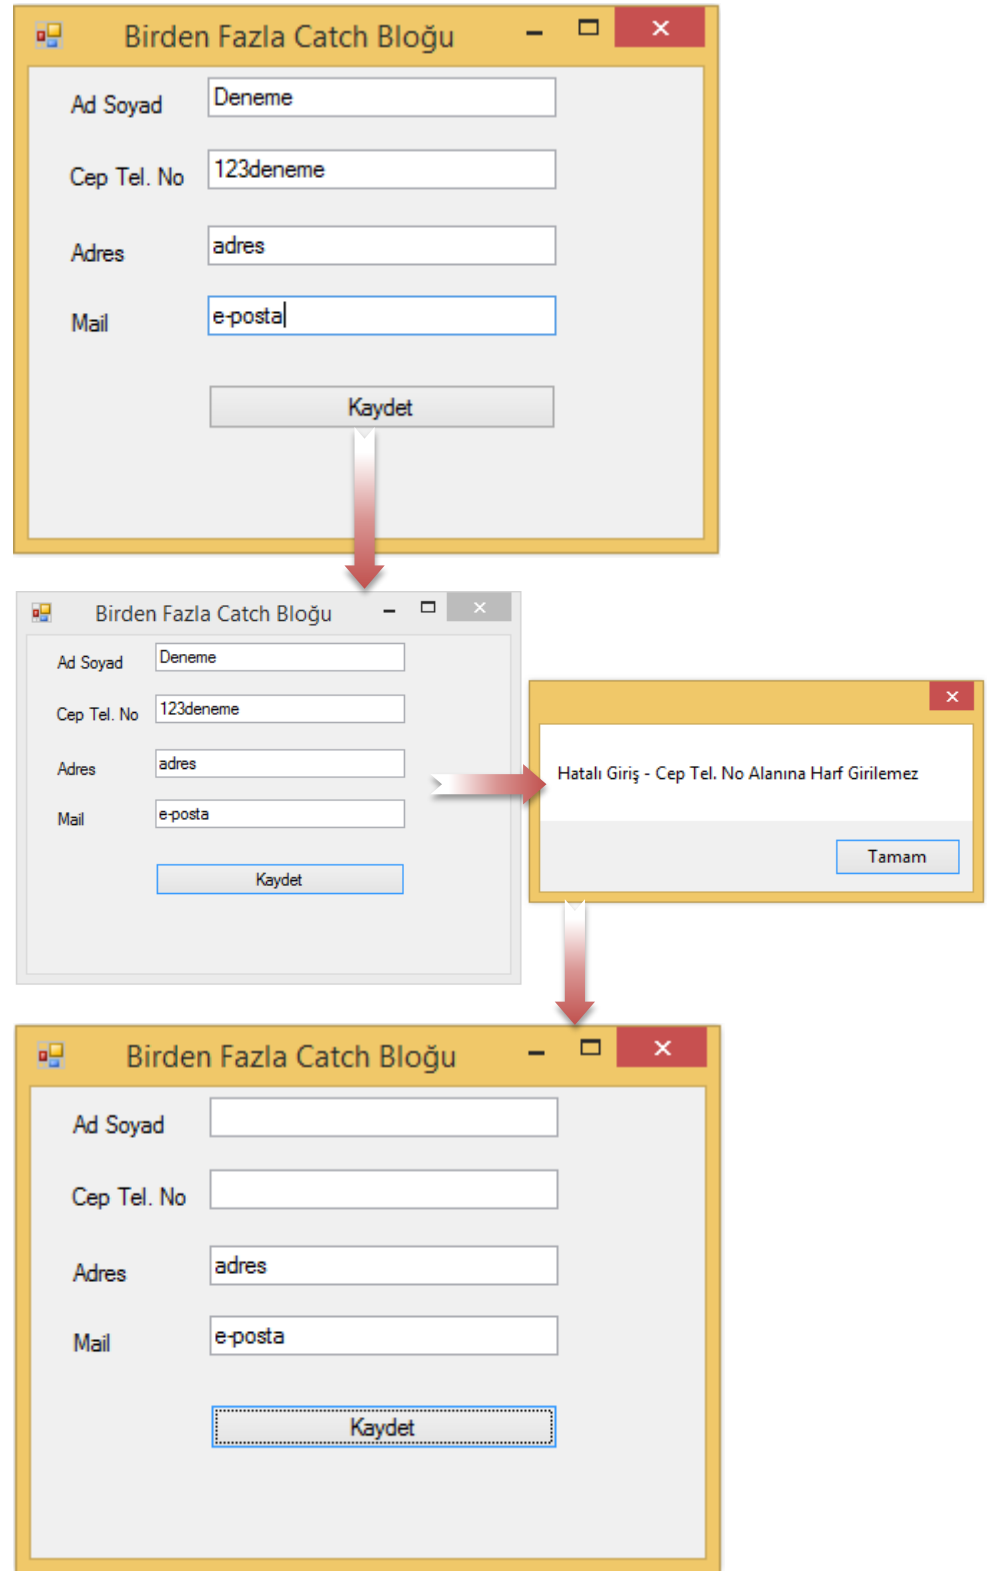 Birden Fazla Catch Bloğu
Ad Soyad Deneme
Cep Tel. No 123deneme
Adres adres
Mail e-posta
Kaydet
Birden Fazla Catch Bloğu
Ad Soyad Deneme
Cep Tel. No 123deneme
Adres adres
Mail e-posta
Kaydet
Hatalı Giriş - Cep Tel. No Alanına Harf Girilemez
Tamam
Birden Fazla Catch Bloğu
Ad Soyad
Cep Tel. No
Adres adres
Mail e-posta
Kaydet